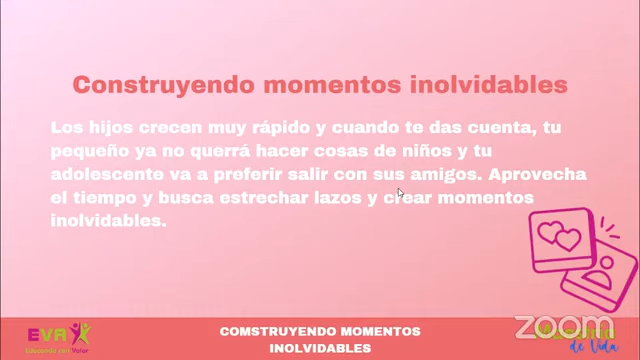 Construyendo momentos inolvidables
Los hijos crecen muy rápido y cuando te das cuenta, tu
pequeño ya no querrá hacer cosas de niños y tu
adolescente va a preferir salir con sus amigos. Aprovecha
el tiempo y busca estrechar lazos y crear momentos
inolvidables.
EVR
Educando con Valor
COMSTRUYENDO MOMENTOS
INOLVIDABLES
zoom
de Vida